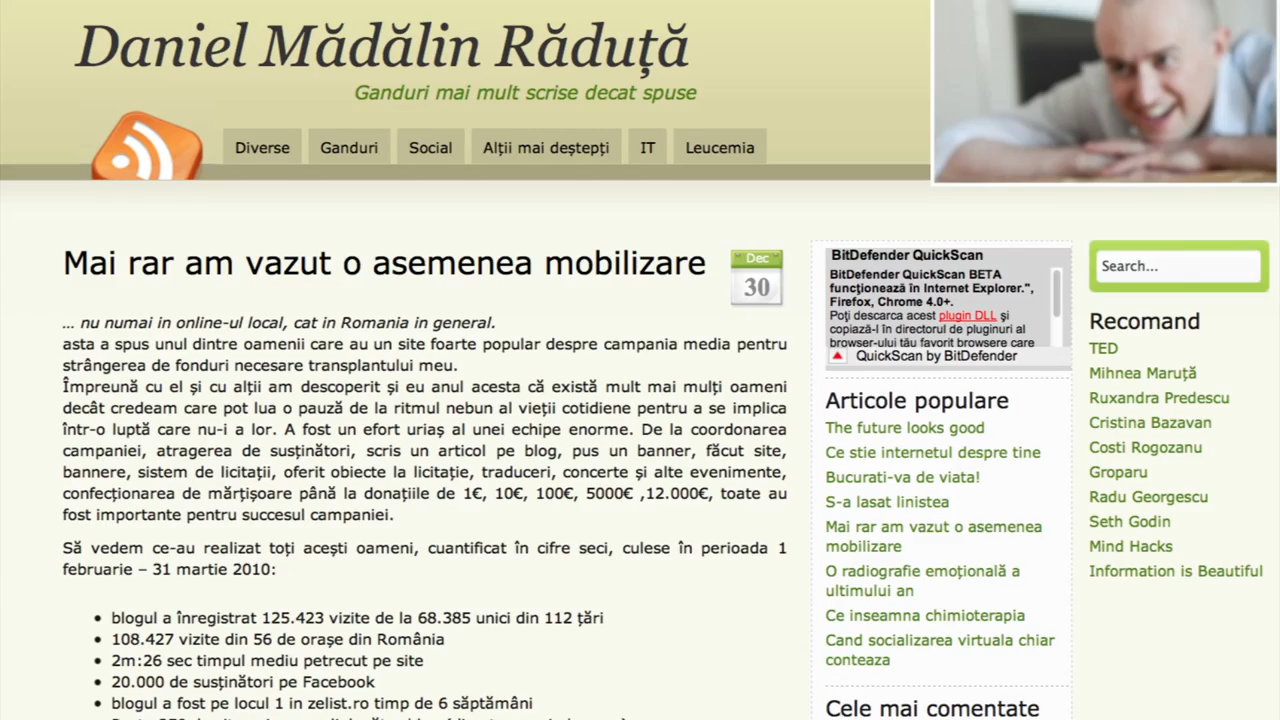 Daniel Mădălin Răduță
Ganduri mai mult scrise decat spuse
Diverse
Ganduri
Social
Alții mai deștepți
IT
Leucemia
Mai rar am vazut o asemenea mobilizare
Dec
30
... nu numai in online-ul local, cat in Romania in general.
asta a spus unul dintre oamenii care au un site foarte popular despre campania media pentru
strângerea de fonduri necesare transplantului meu.
Împreună cu el și cu alții am descoperit și eu anul acesta că există mult mai mulți oameni
decât credeam care pot lua o pauză de la ritmul nebun al vieții cotidiene pentru a se implica
într-o luptă care nu-i a lor. A fost un efort uriaș al unei echipe enorme. De la coordonarea
campaniei, atragerea de susținători, scris un articol pe blog, pus un banner, făcut site,
bannere, sistem de licitații, oferit obiecte la licitație, traduceri, concerte și alte evenimente,
confecționarea de mărțișoare până la donațiile de 1€, 10€, 100€, 5000€ ,12.000€, toate au
fost importante pentru succesul campaniei.
Să vedem ce-au realizat toți acești oameni, cuantificat în cifre seci, culese în perioada 1
februarie – 31 martie 2010:
• blogul a înregistrat 125.423 vizite de la 68.385 unici din 112 țări
• 108.427 vizite din 56 de orașe din România
• 2m:26 sec timpul mediu petrecut pe site
• 20.000 de susținători pe Facebook
• blogul a fost pe locul 1 in zelist.ro timp de 6 săptămâni
BitDefender QuickScan
BitDefender QuickScan BETA
funcţionează în Internet Explorer.",
Firefox, Chrome 4.0+.
Poţi descarca acest plugin DLL şi
copiază-l în directorul de pluginuri al
browser-ului tău favorit browsere care
QuickScan by BitDefender
Articole populare
The future looks good
Ce stie internetul despre tine
Bucurati-va de viata!
S-a lasat linistea
Mai rar am vazut o asemenea
mobilizare
O radiografie emoțională a
ultimului an
Ce inseamna chimioterapia
Cand socializarea virtuala chiar
conteaza
Cele mai comentate
Search...
Recomand
TED
Mihnea Maruță
Ruxandra Predescu
Cristina Bazavan
Costi Rogozanu
Groparu
Radu Georgescu
Seth Godin
Mind Hacks
Information is Beautiful